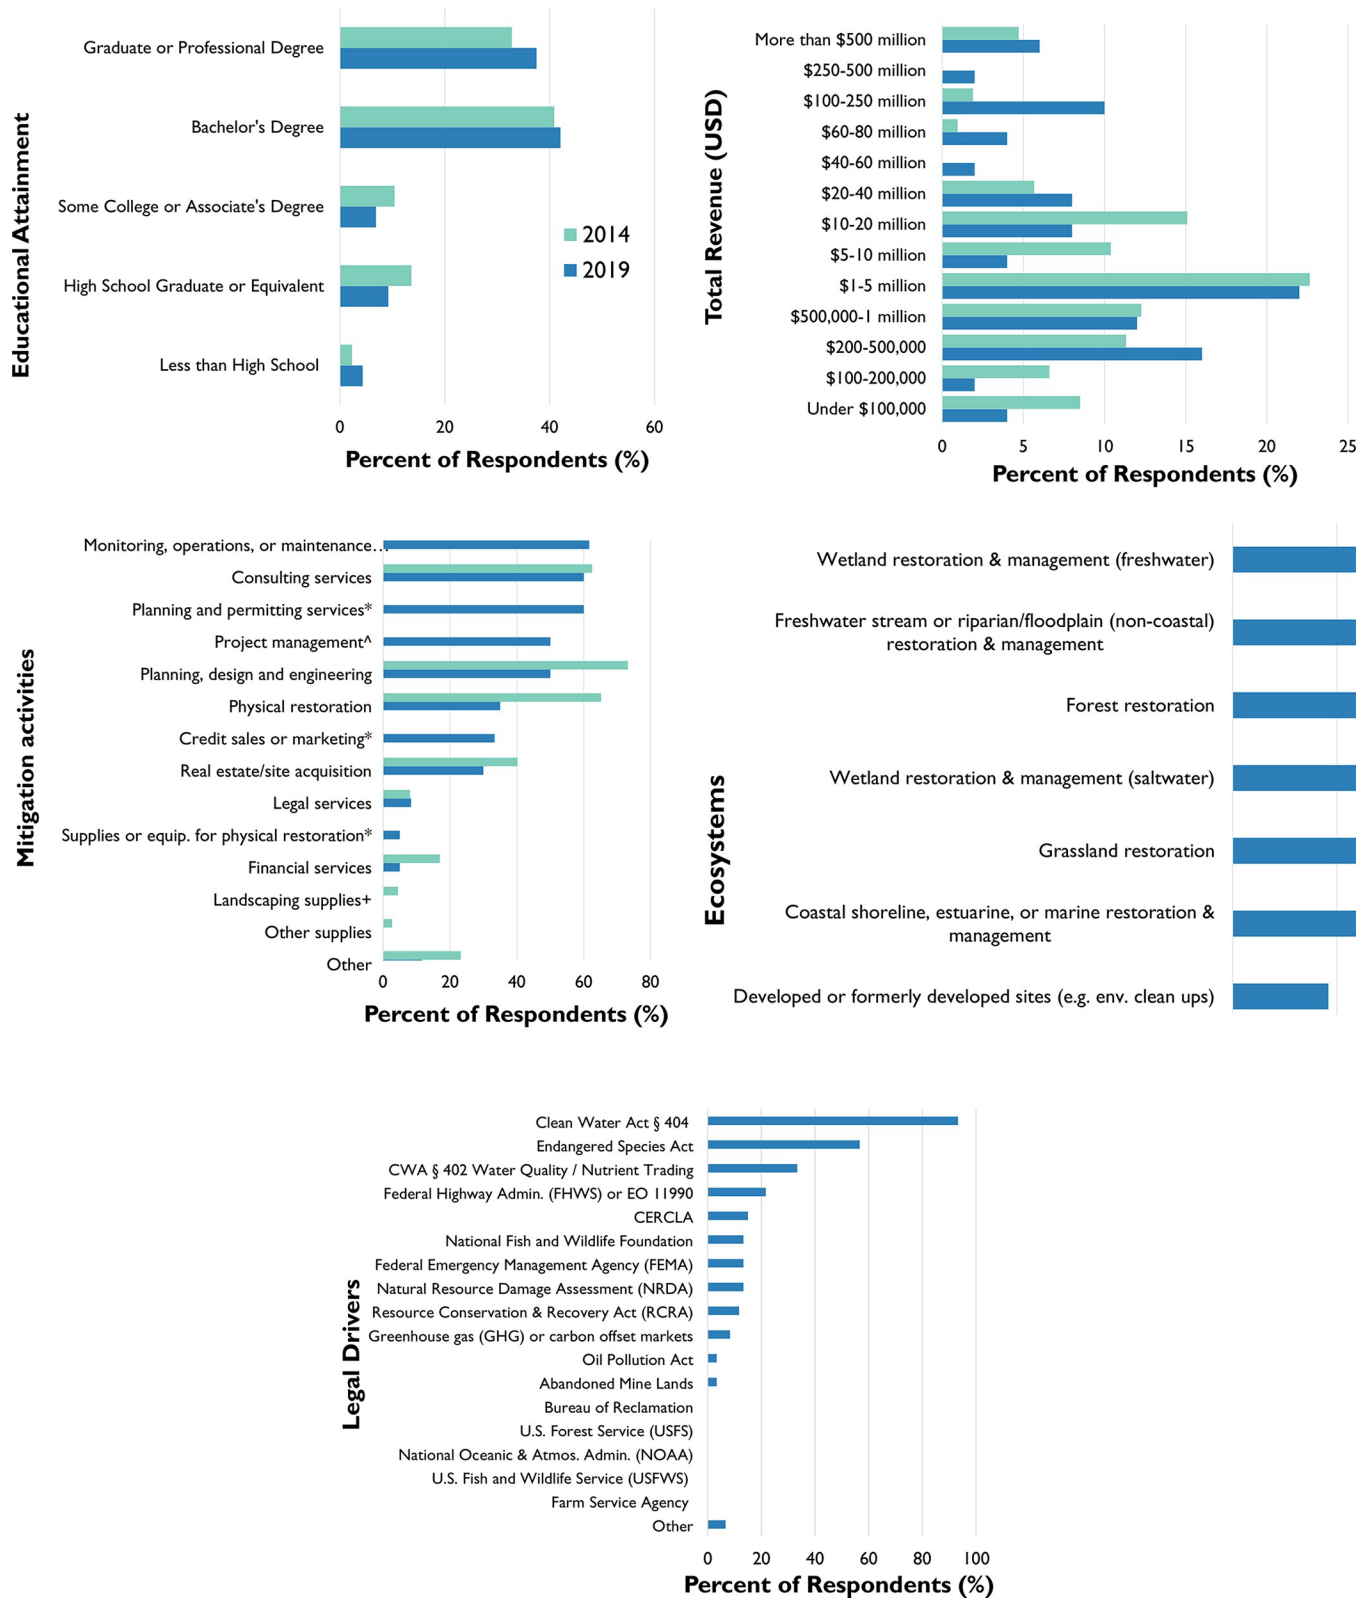 Educational Attainment
Graduate or Professional Degree
Bachelor's Degree
Some College or Associate's Degree
High School Graduate or Equivalent
Less than High School
2014
2019
0 20 40 60
Percent of Respondents (%)
Total Revenue (USD)
More than $500 million
$250-500 million
$100-250 million
$60-80 million
$40-60 million
$20-40 million
$10-20 million
$5-10 million
$1-5 million
$500,000-1 million
$200-500,000
$100-200,000
Under $100,000
0 5 10 15 20 25
Percent of Respondents (%)
Mitigation activities
Monitoring, operations, or maintenance...
Consulting services
Planning and permitting services*
Project management^
Planning, design and engineering
Physical restoration
Credit sales or marketing*
Real estate/site acquisition
Legal services
Supplies or equip. for physical restoration*
Financial services
Landscaping supplies+
Other supplies
Other
0 20 40 60 80
Percent of Respondents (%)
Ecosystems
Wetland restoration & management (freshwater)
Freshwater stream or riparian/floodplain (non-coastal)
restoration & management
Forest restoration
Wetland restoration & management (saltwater)
Grassland restoration
Coastal shoreline, estuarine, or marine restoration &
management
Developed or formerly developed sites (e.g. env. clean ups)
Legal Drivers
Clean Water Act § 404
Endangered Species Act
CWA § 402 Water Quality / Nutrient Trading
Federal Highway Admin. (FHWS) or EO 11990
CERCLA
National Fish and Wildlife Foundation
Federal Emergency Management Agency (FEMA)
Natural Resource Damage Assessment (NRDA)
Resource Conservation & Recovery Act (RCRA)
Greenhouse gas (GHG) or carbon offset markets
Oil Pollution Act
Abandoned Mine Lands
Bureau of Reclamation
U.S. Forest Service (USFS)
National Oceanic & Atmos. Admin. (NOAA)
U.S. Fish and Wildlife Service (USFWS)
Farm Service Agency
Other
0 20 40 60 80 100
Percent of Respondents (%)